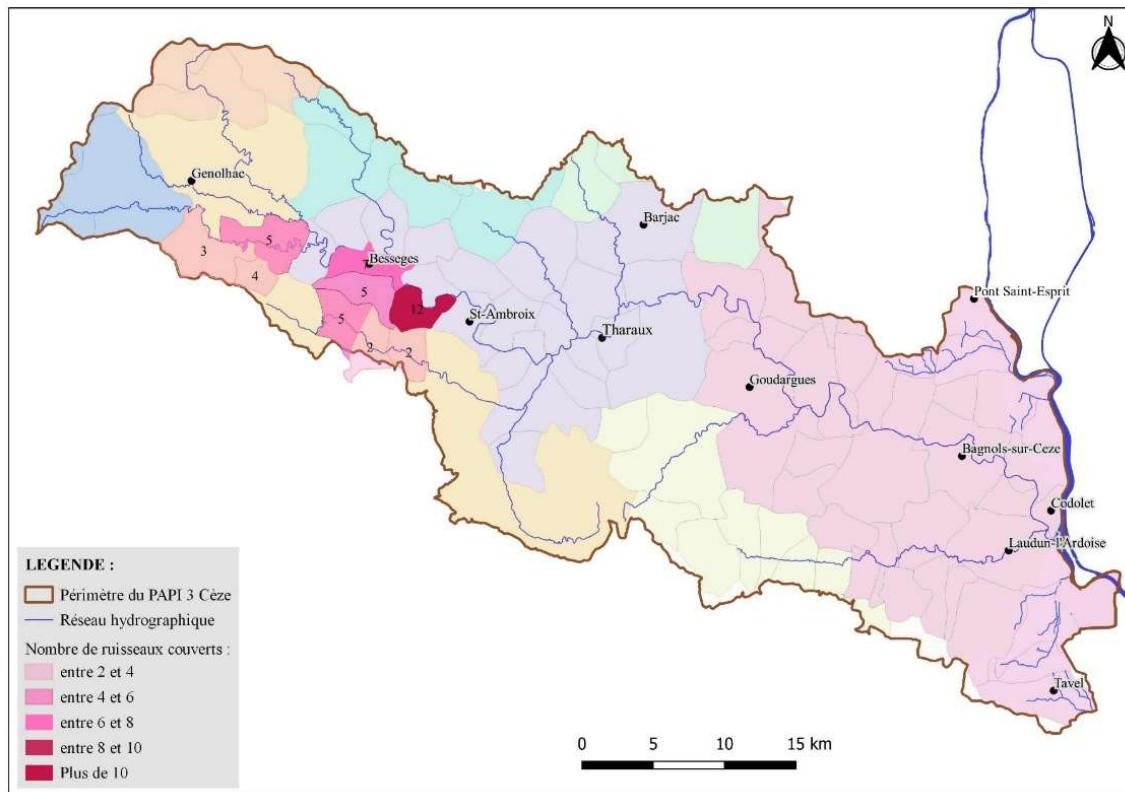 N
Genolhac
Barjac
5
3
Besseges
4
5
Pont Saint-Esprit
12
St-Ambroix
5
Tharaux
2
2
Goudargues
Bagnols-sur-Ceze
Codolet
Laudun-l'Ardoise
Tavel
LEGENDE :
Périmètre du PAPI 3 Cèze
Réseau hydrographique
Nombre de ruisseaux couverts :
entre 2 et 4
entre 4 et 6
entre 6 et 8
entre 8 et 10
Plus de 10
0 5 10 15 km